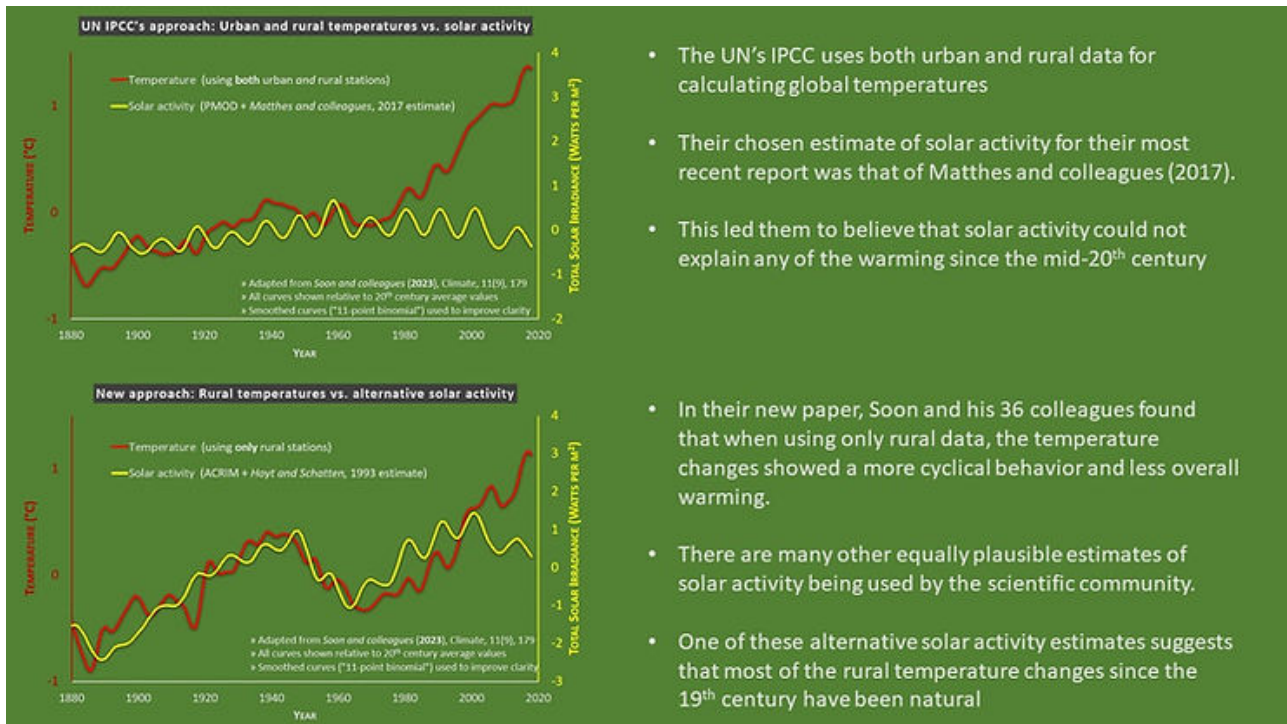 UN IPCC's approach: Urban and rural temperatures vs. solar activity
Temperature (using both urban and rural stations)
Solar activity (PMOD + Matthes and colleagues, 2017 estimate)
TEMPERATURE (°C)
1
0
-1
4
3
2
1
0
-1
-2
TOTAL SOLAR IRRADIANCE (WATTS PER M²)
» Adapted from Soon and colleagues (2023), Climate, 11(9), 179
» All curves shown relative to 20th century average values
» Smoothed curves ("11-point binomial") used to improve clarity
1880 1900 1920 1940 1960 1980 2000 2020
YEAR
• The UN's IPCC uses both urban and rural data for
calculating global temperatures
• Their chosen estimate of solar activity for their most
recent report was that of Matthes and colleagues (2017).
• This led them to believe that solar activity could not
explain any of the warming since the mid-20th century
New approach: Rural temperatures vs. alternative solar activity
Temperature (using only rural stations)
Solar activity (ACRIM + Hoyt and Schatten, 1993 estimate)
TEMPERATURE (°C)
1
0
-1
4
3
2
1
0
-1
-2
-3
TOTAL SOLAR IRRADIANCE (WATTS PER M²)
» Adapted from Soon and colleagues (2023), Climate, 11(9), 179
» All curves shown relative to 20th century average values
» Smoothed curves ("11-point binomial") used to improve clarity
1880 1900 1920 1940 1960 1980 2000 2020
YEAR
• In their new paper, Soon and his 36 colleagues found
that when using only rural data, the temperature
changes showed a more cyclical behavior and less overall
warming.
• There are many other equally plausible estimates of
solar activity being used by the scientific community.
• One of these alternative solar activity estimates suggests
that most of the rural temperature changes since the
19th century have been natural